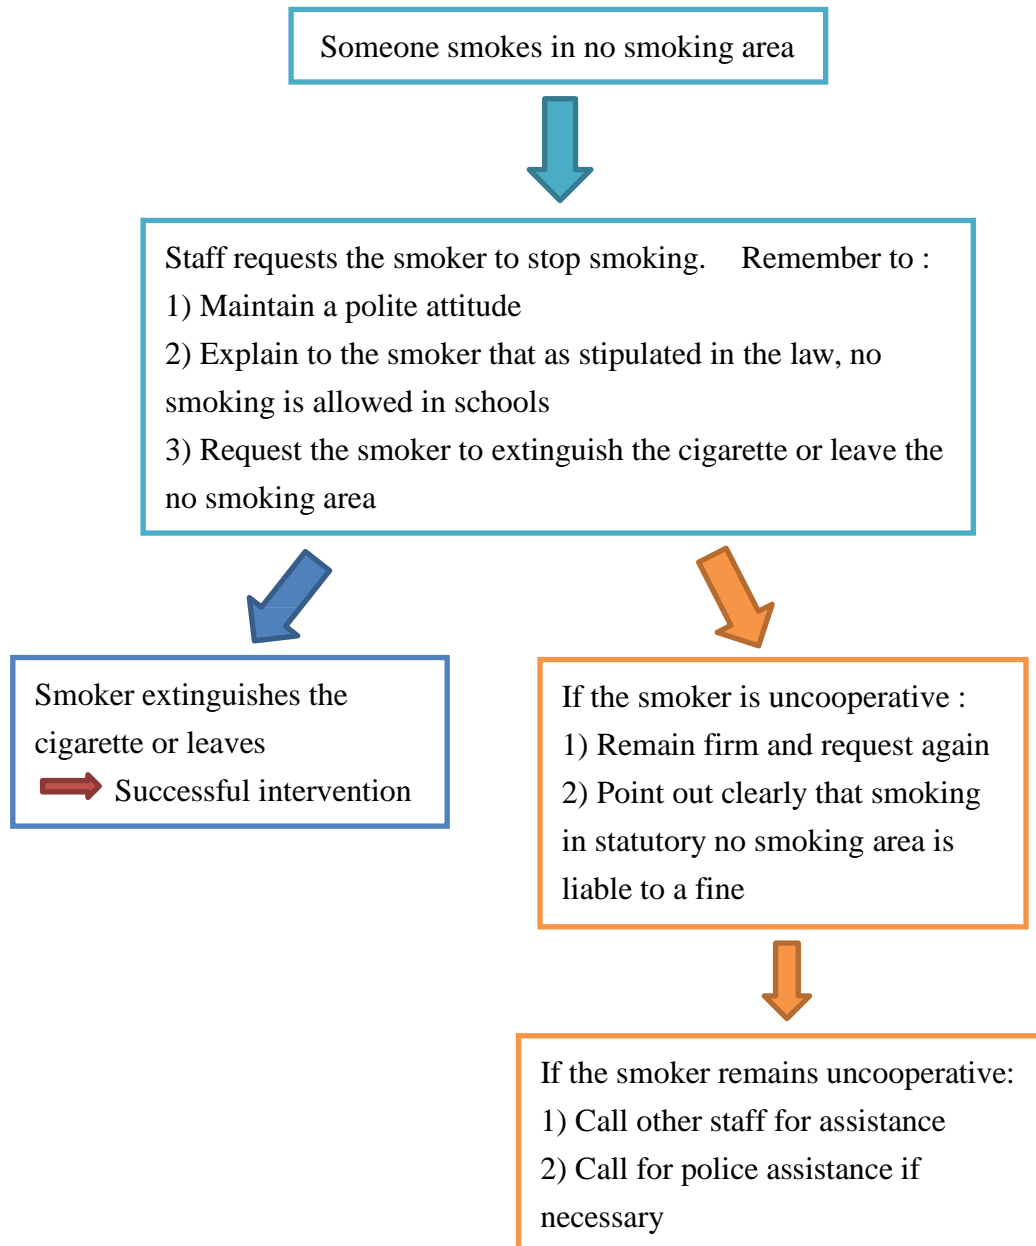 Someone smokes in no smoking area
Staff requests the smoker to stop smoking. Remember to :
1) Maintain a polite attitude
2) Explain to the smoker that as stipulated in the law, no
smoking is allowed in schools
3) Request the smoker to extinguish the cigarette or leave the
no smoking area
Smoker extinguishes the
cigarette or leaves
Successful intervention
If the smoker is uncooperative :
1) Remain firm and request again
2) Point out clearly that smoking
in statutory no smoking area is
liable to a fine
If the smoker remains uncooperative:
1) Call other staff for assistance
2) Call for police assistance if
necessary